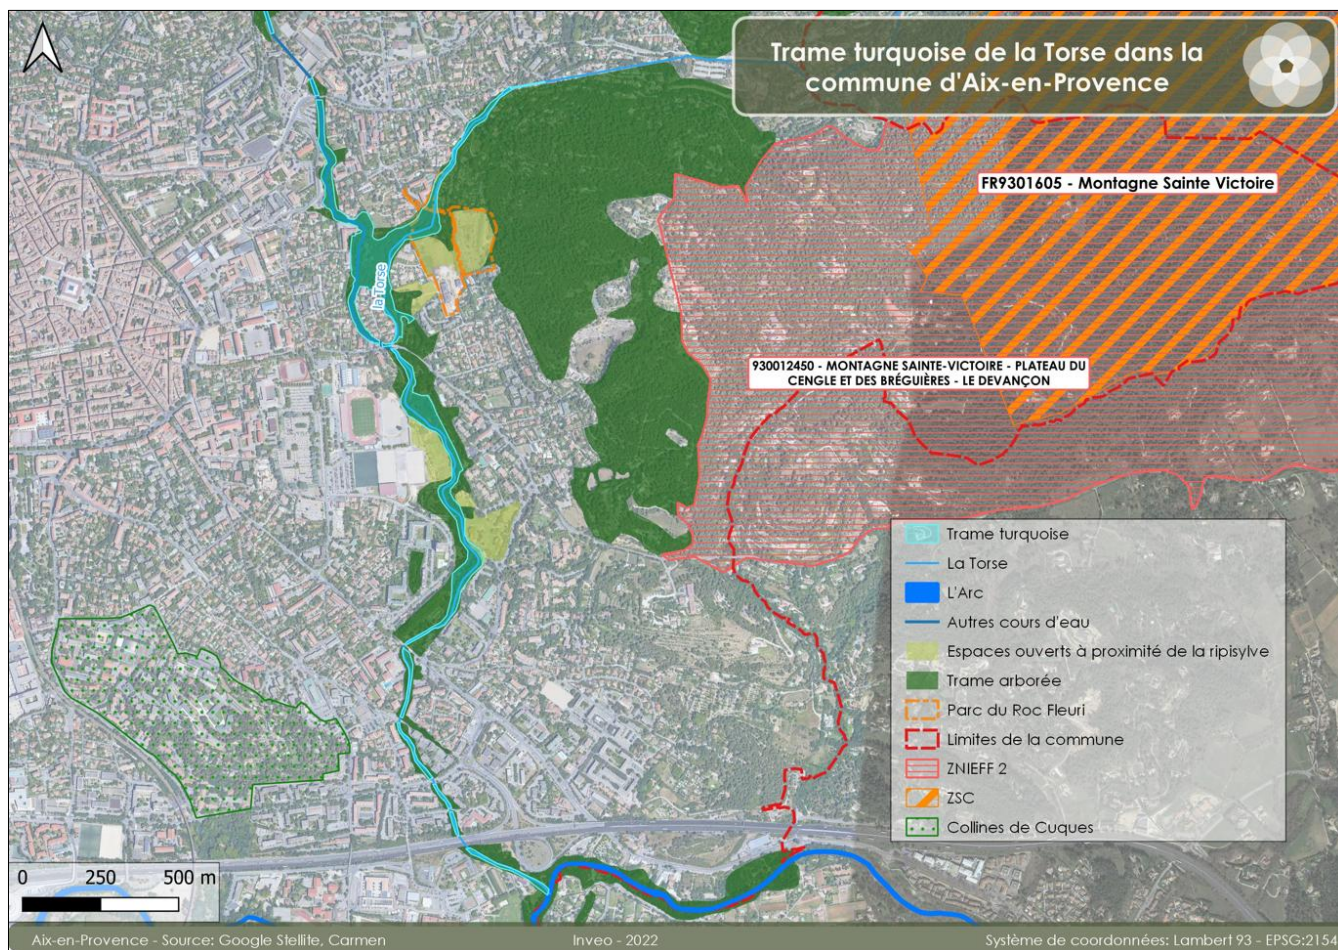 Trame turquoise de la Torse dans la
commune d'Aix-en-Provence
FR9301605 - Montagne Sainte Victoire
la Torse
930012450 - MONTAGNE SAINTE-VICTOIRE - PLATEAU DU
CENGLE ET DES BRÉGUIÈRES - LE DEVANÇON
Trame turquoise
La Torse
L'Arc
Autres cours d'eau
Espaces ouverts à proximité de la ripisylve
Trame arborée
Parc du Roc Fleuri
Limites de la commune
ZNIEFF 2
ZSC
Collines de Cuques
0 250 500 m
Aix-en-Provence - Source: Google Stellite, Carmen
Inveo - 2022
Système de coordonnées: Lambert 93 - EPSG:2154